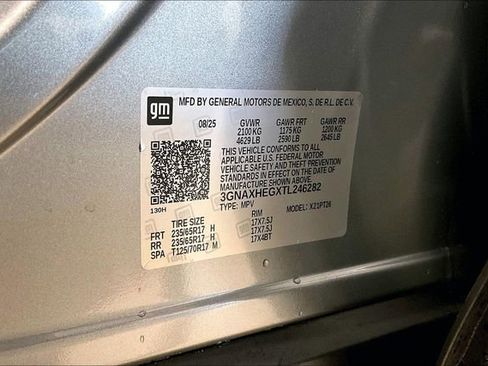 gm
MFD BY GENERAL MOTORS DE MEXICO, S. DE R.L. DE C.V.
08/25 GVWR GAWR FRT GAWR RR
2100 KG 1175 KG 1200 KG
4629 LB 2590 LB 2645 LB
THIS VEHICLE CONFORMS TO ALL
APPLICABLE U.S. FEDERAL MOTOR
VEHICLE SAFETY AND THEFT PREVENTION
STANDARDS IN EFFECT ON THE DATE OF
MANUFACTURE SHOWN ABOVE.
3GNAXHEGXTL246282
130H TYPE: MPV MODEL: X21PT26
TIRE SIZE RIM
FRT 235/65R17 H 17X7.5J
RR 235/65R17 H 17X7.5J
SPA T125/70R17 M 17X4BT